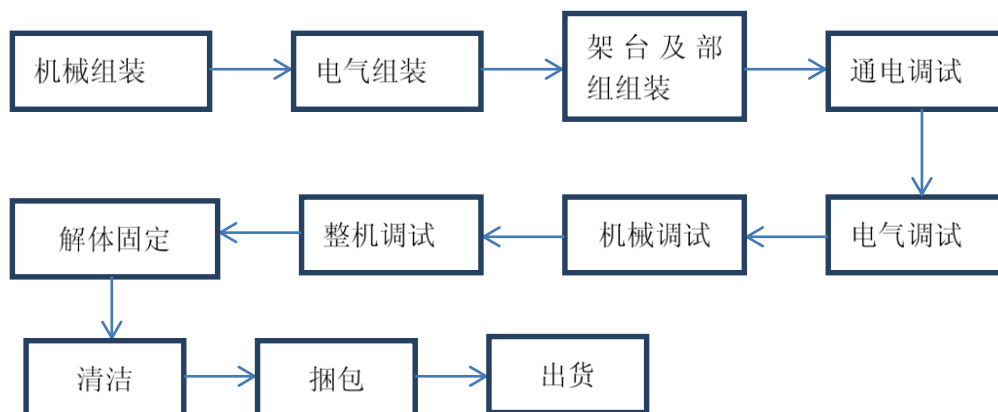 机械组装
电气组装
架台及部
组组装
通电调试
电气调试
机械调试
整机调试
解体固定
清洁
捆包
出货